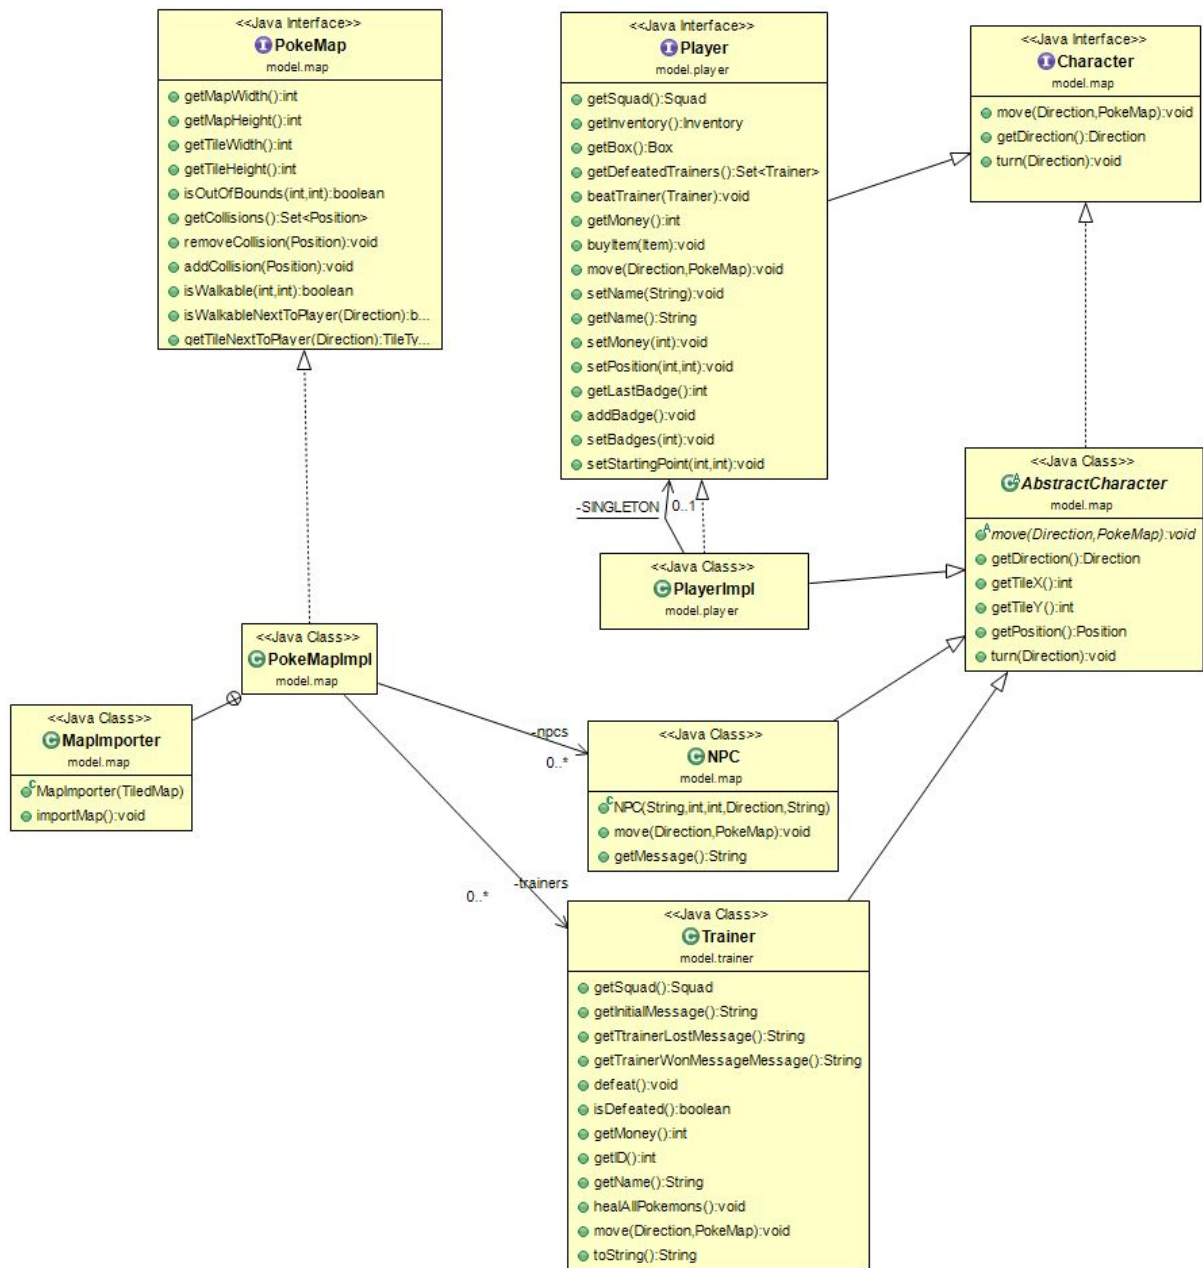 <<Java Interface>>
PokeMap
model.map
getMapWidth():int
getMapHeight():int
getTileWidth():int
getTileHeight():int
isOutOfBounds(int,int):boolean
getCollisions():Set<Position>
removeCollision(Position):void
addCollision(Position):void
isWalkable(int,int):boolean
isWalkableNextToPlayer(Direction):b...
getTileNextToPlayer(Direction):TileTy...
<<Java Interface>>
Player
model.player
getSquad():Squad
getInventory():Inventory
getBox():Box
getDefeatedTrainers():Set<Trainer>
beatTrainer(Trainer):void
getMoney():int
buyItem(Item):void
move(Direction,PokeMap):void
setName(String):void
getName():String
setMoney(int):void
setPosition(int,int):void
getLastBadge():int
addBadge():void
setBadges(int):void
setStartingPoint(int,int):void
<<Java Interface>>
Character
model.map
move(Direction,PokeMap):void
getDirection():Direction
turn(Direction):void
-SINGLETON
0..1
<<Java Class>>
PlayerImpl
model.player
<<Java Class>>
AbstractCharacter
model.map
move(Direction,PokeMap):void
getDirection():Direction
getTileX():int
getTileY():int
getPosition():Position
turn(Direction):void
<<Java Class>>
PokeMapImpl
model.map
<<Java Class>>
MapImporter
model.map
MapImporter(TiledMap)
importMap():void
-npcs
0..*
<<Java Class>>
NPC
model.map
NPC(String,int,int,Direction,String)
move(Direction,PokeMap):void
getMessage():String
-trainers
0..*
<<Java Class>>
Trainer
model.trainer
getSquad():Squad
getInitialMessage():String
getTtrainerLostMessage():String
getTrainerWonMessageMessage():String
defeat():void
isDefeated():boolean
getMoney():int
getID():int
getName():String
healAllPokemons():void
move(Direction,PokeMap):void
toString():String